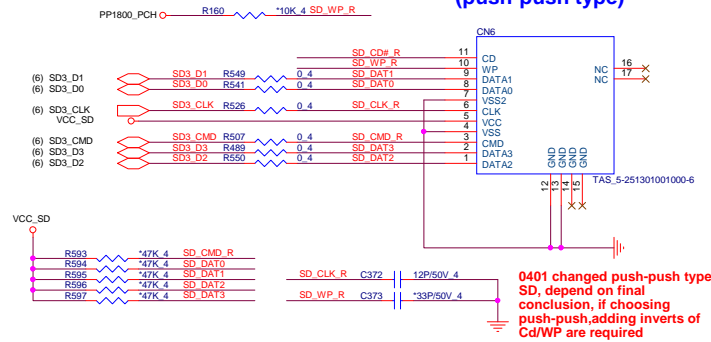 (push-push type)
PP1800_PCH R160 *10K_4 SD_WP_R
CN6
SD_CD#_R 11 CD
SD_WP_R 10 WP
(6) SD3_D1 SD3_D1 R549 0_4 SD_DAT1 9 DATA1
(6) SD3_D0 SD3_D0 R541 0_4 SD_DAT0 8 DATA0
7 VSS2
(6) SD3_CLK SD3_CLK R526 0_4 SD_CLK_R 6 CLK
VCC_SD 5 VCC
4 VSS
(6) SD3_CMD SD3_CMD R507 0_4 SD_CMD_R 3 CMD
(6) SD3_D3 SD3_D3 R489 0_4 SD_DAT3 2 DATA3
(6) SD3_D2 SD3_D2 R550 0_4 SD_DAT2 1 DATA2
NC 16
NC 17
GND GND GND GND
12 13 14 15
TAS_5-251301001000-6
VCC_SD
R593 *47K_4 SD_CMD_R
R594 *47K_4 SD_DAT0
R595 *47K_4 SD_DAT1
R596 *47K_4 SD_DAT2
R597 *47K_4 SD_DAT3
SD_CLK_R C372 12P/50V_4
SD_WP_R C373 *33P/50V_4
0401 changed push-push type
SD, depend on final
conclusion, if choosing
push-push,adding inverts of
Cd/WP are required